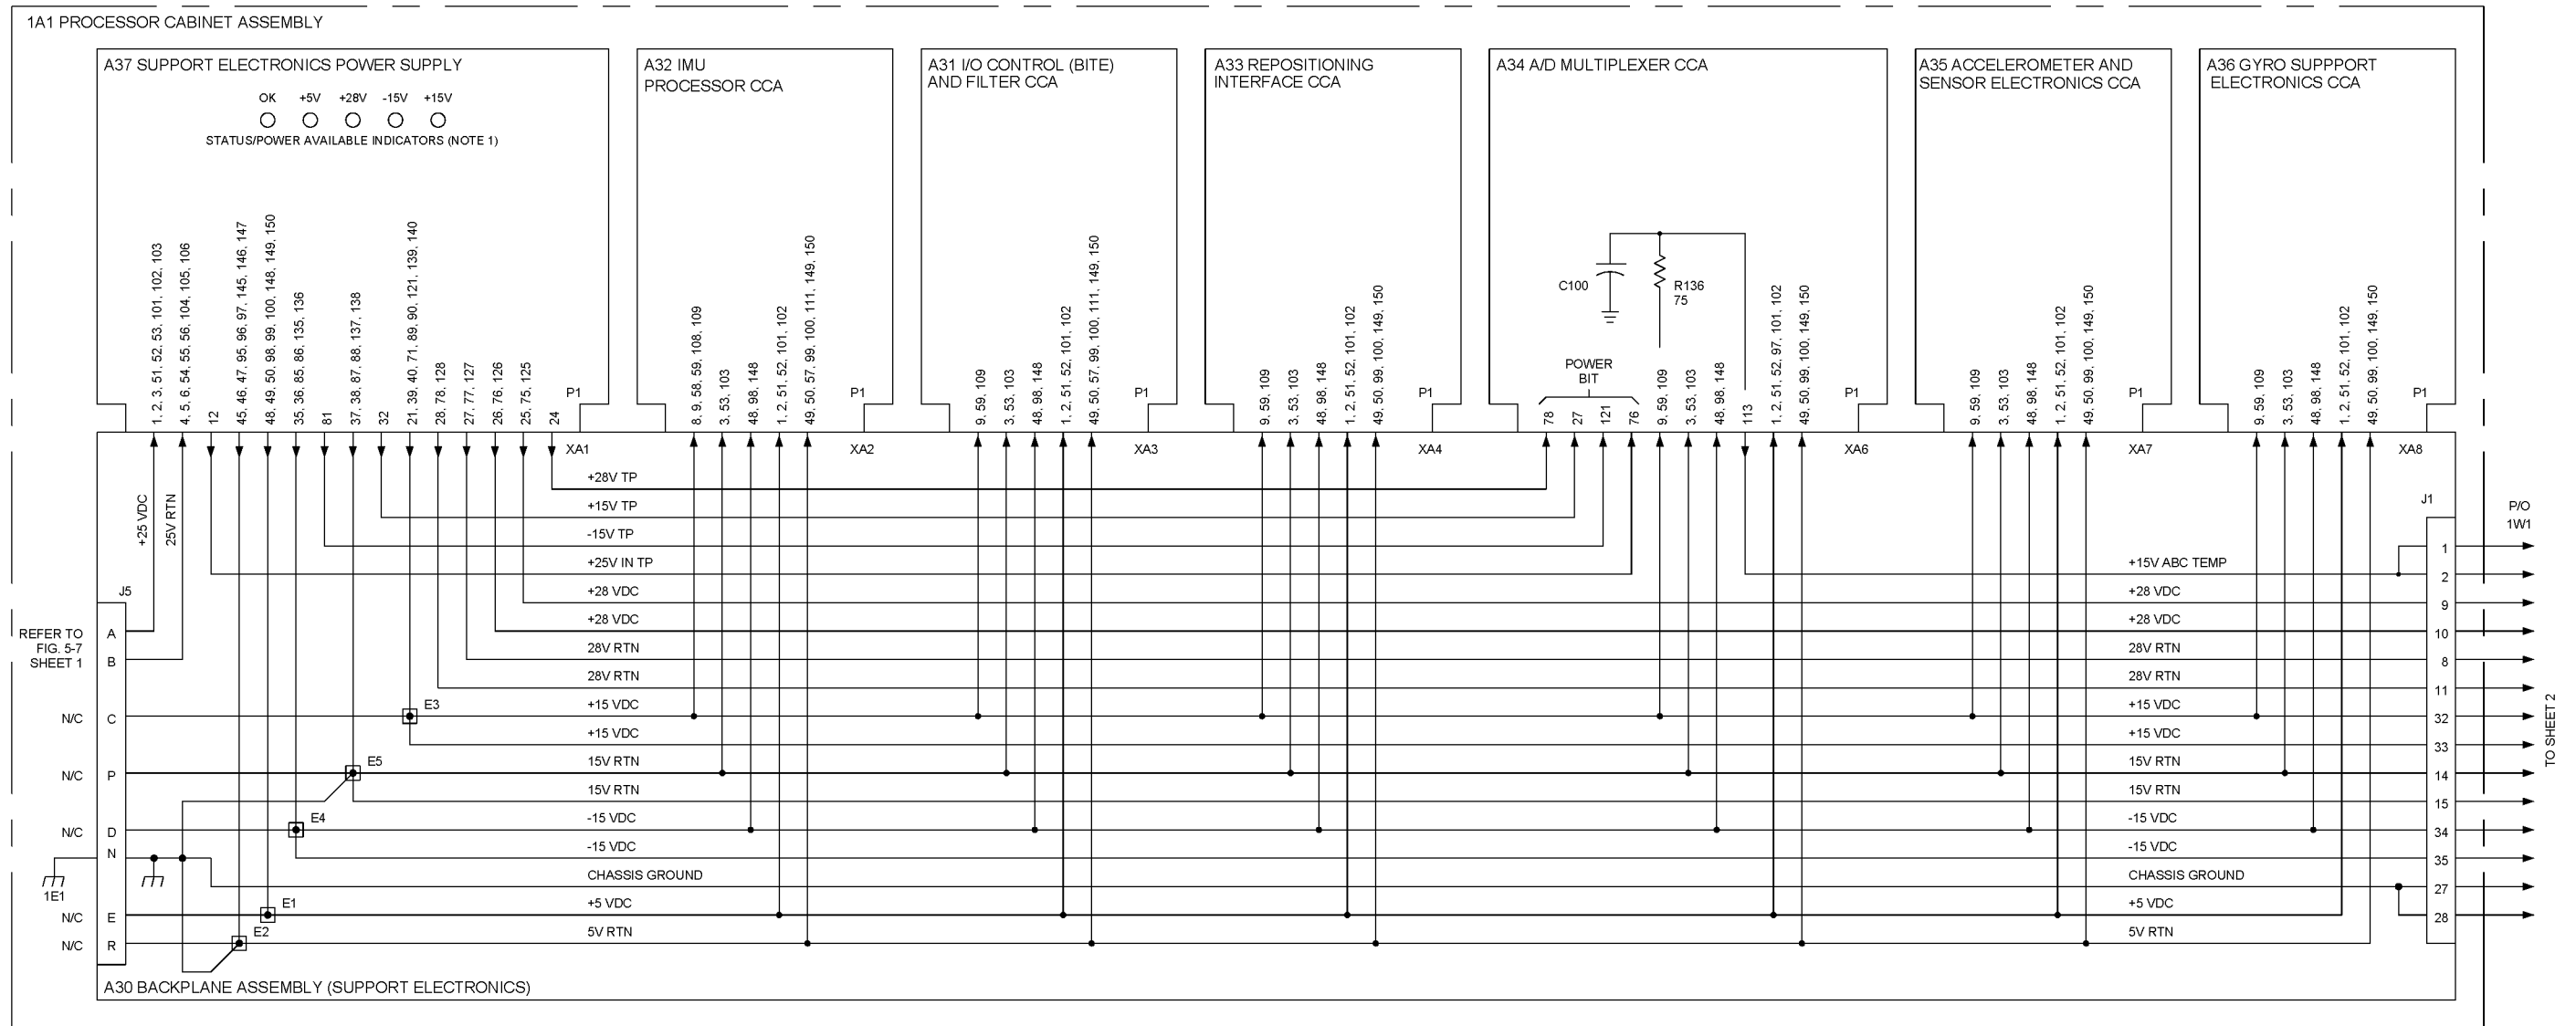 1A1 PROCESSOR CABINET ASSEMBLY
A37 SUPPORT ELECTRONICS POWER SUPPLY
OK +5V +28V -15V +15V
STATUS/POWER AVAILABLE INDICATORS (NOTE 1)
1, 2, 3, 51, 52, 53, 101, 102, 103
4, 5, 6, 54, 55, 56, 104, 105, 106
12
45, 46, 47, 95, 96, 97, 145, 146, 147
48, 49, 50, 98, 99, 100, 148, 149, 150
35, 36, 85, 86, 135, 136
81
37, 38, 87, 88, 137, 138
32
21, 39, 40, 71, 89, 90, 121, 139, 140
28, 78, 128
27, 77, 127
26, 76, 126
25, 75, 125
24
P1
XA1
A32 IMU
PROCESSOR CCA
8, 9, 58, 59, 108, 109
3, 53, 103
48, 98, 148
1, 2, 51, 52, 101, 102
49, 50, 57, 99, 100, 111, 149, 150
P1
XA2
A31 I/O CONTROL (BITE)
AND FILTER CCA
9, 59, 109
3, 53, 103
48, 98, 148
1, 2, 51, 52, 101, 102
49, 50, 57, 99, 100, 111, 149, 150
P1
XA3
A33 REPOSITIONING
INTERFACE CCA
9, 59, 109
3, 53, 103
48, 98, 148
1, 2, 51, 52, 101, 102
49, 50, 99, 100, 149, 150
P1
XA4
A34 A/D MULTIPLEXER CCA
C100
R136
75
POWER
BIT
78
27
121
76
9, 59, 109
3, 53, 103
48, 98, 148
113
1, 2, 51, 52, 97, 101, 102
49, 50, 99, 100, 149, 150
P1
XA6
A35 ACCELEROMETER AND
SENSOR ELECTRONICS CCA
9, 59, 109
3, 53, 103
48, 98, 148
1, 2, 51, 52, 101, 102
49, 50, 99, 100, 149, 150
P1
XA7
A36 GYRO SUPPPORT
ELECTRONICS CCA
9, 59, 109
3, 53, 103
48, 98, 148
1, 2, 51, 52, 101, 102
49, 50, 99, 100, 149, 150
P1
XA8
+25 VDC
25V RTN
J5
REFER TO
FIG. 5-7
SHEET 1
A
B
N/C C
N/C P
N/C D
N
1E1
N/C E
N/C R
E3
E5
E4
E1
E2
+28V TP
+15V TP
-15V TP
+25V IN TP
+28 VDC
+28 VDC
28V RTN
28V RTN
+15 VDC
+15 VDC
15V RTN
15V RTN
-15 VDC
-15 VDC
CHASSIS GROUND
+5 VDC
5V RTN
+15V ABC TEMP
+28 VDC
+28 VDC
28V RTN
28V RTN
+15 VDC
+15 VDC
15V RTN
15V RTN
-15 VDC
-15 VDC
CHASSIS GROUND
+5 VDC
5V RTN
J1
1
2
9
10
8
11
32
33
14
15
34
35
27
28
P/O
1W1
TO SHEET 2
A30 BACKPLANE ASSEMBLY (SUPPORT ELECTRONICS)